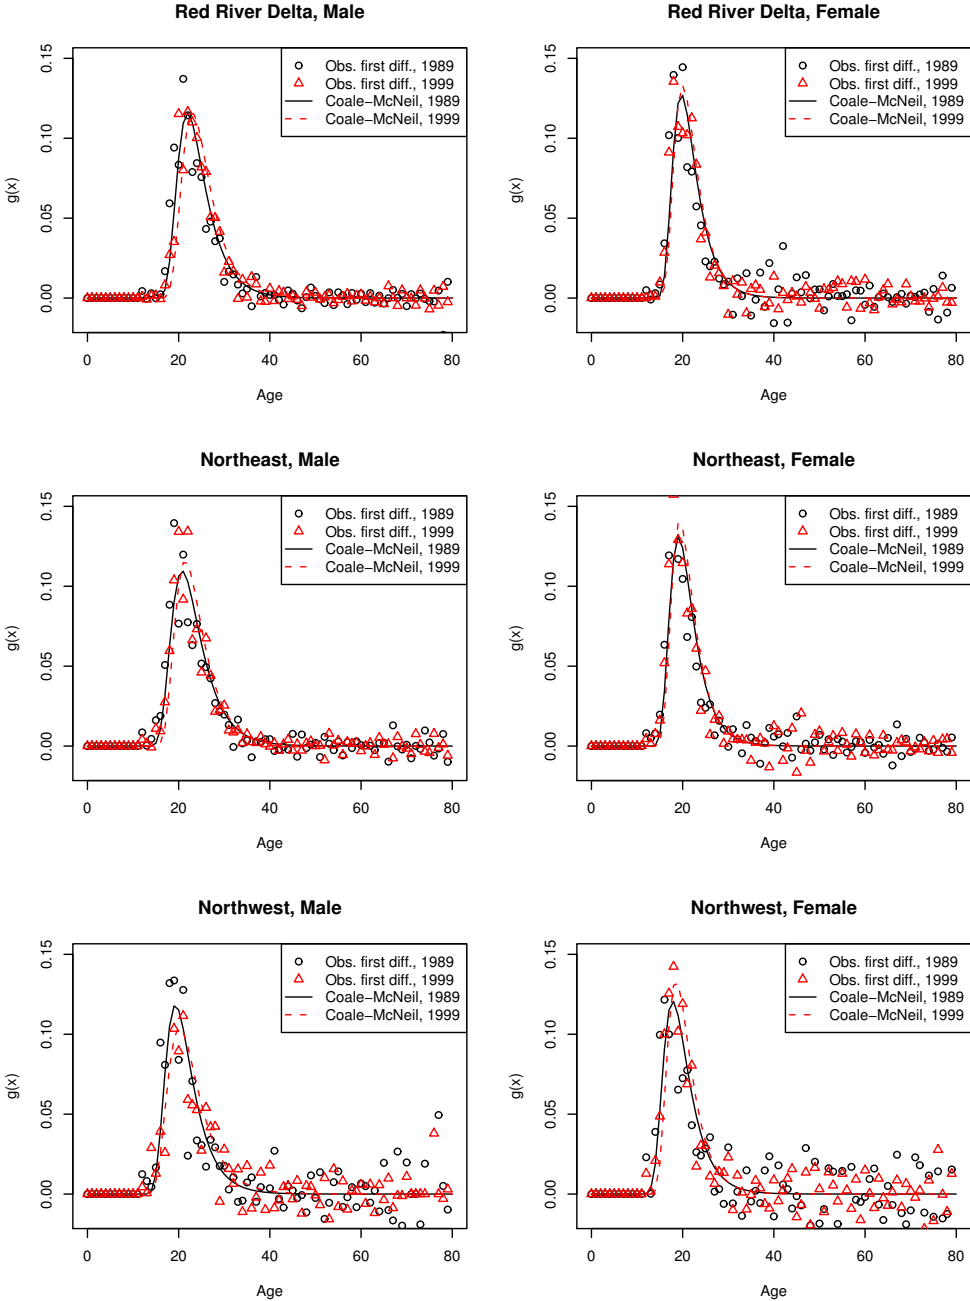 Red River Delta, Male
Obs. first diff., 1989
Obs. first diff., 1999
Coale−McNeil, 1989
Coale−McNeil, 1999
g(x)
0.15
0.10
0.05
0.00
0 20 40 60 80
Age
Red River Delta, Female
Obs. first diff., 1989
Obs. first diff., 1999
Coale−McNeil, 1989
Coale−McNeil, 1999
g(x)
0.15
0.10
0.05
0.00
0 20 40 60 80
Age
Northeast, Male
Obs. first diff., 1989
Obs. first diff., 1999
Coale−McNeil, 1989
Coale−McNeil, 1999
g(x)
0.15
0.10
0.05
0.00
0 20 40 60 80
Age
Northeast, Female
Obs. first diff., 1989
Obs. first diff., 1999
Coale−McNeil, 1989
Coale−McNeil, 1999
g(x)
0.15
0.10
0.05
0.00
0 20 40 60 80
Age
Northwest, Male
Obs. first diff., 1989
Obs. first diff., 1999
Coale−McNeil, 1989
Coale−McNeil, 1999
g(x)
0.15
0.10
0.05
0.00
0 20 40 60 80
Age
Northwest, Female
Obs. first diff., 1989
Obs. first diff., 1999
Coale−McNeil, 1989
Coale−McNeil, 1999
g(x)
0.15
0.10
0.05
0.00
0 20 40 60 80
Age